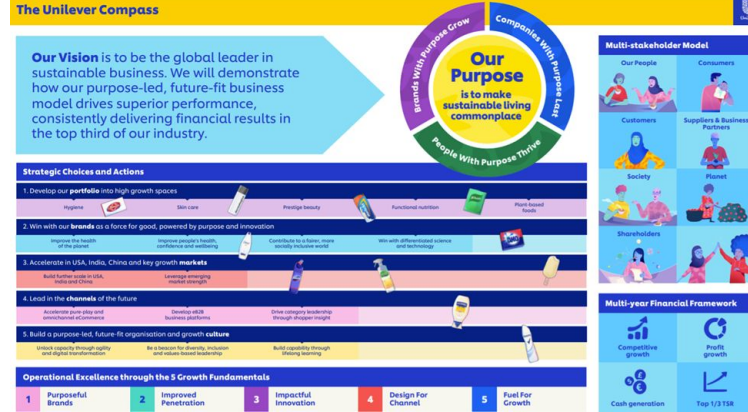 The Unilever Compass
Our Vision is to be the global leader in
sustainable business. We will demonstrate
how our purpose-led, future-fit business
model drives superior performance,
consistently delivering financial results in
the top third of our industry.
Brands With Purpose Grow
Companies With Purpose Last
People With Purpose Thrive
Our
Purpose
is to make
sustainable living
commonplace
Strategic Choices and Actions
1. Develop our portfolio into high growth spaces
Hygiene
Skin care
Prestige beauty
Functional nutrition
Plant-based
foods
2. Win with our brands as a force for good, powered by purpose and innovation
Improve the health
of the planet
Improve people's health,
confidence and wellbeing
Contribute to a fairer, more
socially inclusive world
Win with differentiated science
and technology
3. Accelerate in USA, India, China and key growth markets
Build further scale in USA,
India and China
Leverage emerging
market strength
4. Lead in the channels of the future
Accelerate pure-play and
omnichannel eCommerce
Develop eB2B
business platforms
Drive category leadership
through shopper insight
5. Build a purpose-led, future-fit organisation and growth culture
Unlock capacity through agility
and digital transformation
Be a beacon for diversity, inclusion
and values-based leadership
Build capability through
lifelong learning
Operational Excellence through the 5 Growth Fundamentals
1 Purposeful
Brands
2 Improved
Penetration
3 Impactful
Innovation
4 Design For
Channel
5 Fuel For
Growth
Multi-stakeholder Model
Our People
Consumers
Customers
Suppliers & Business
Partners
Society
Planet
Shareholders
Multi-year Financial Framework
Competitive
growth
Profit
growth
Cash generation
Top 1/3 TSR